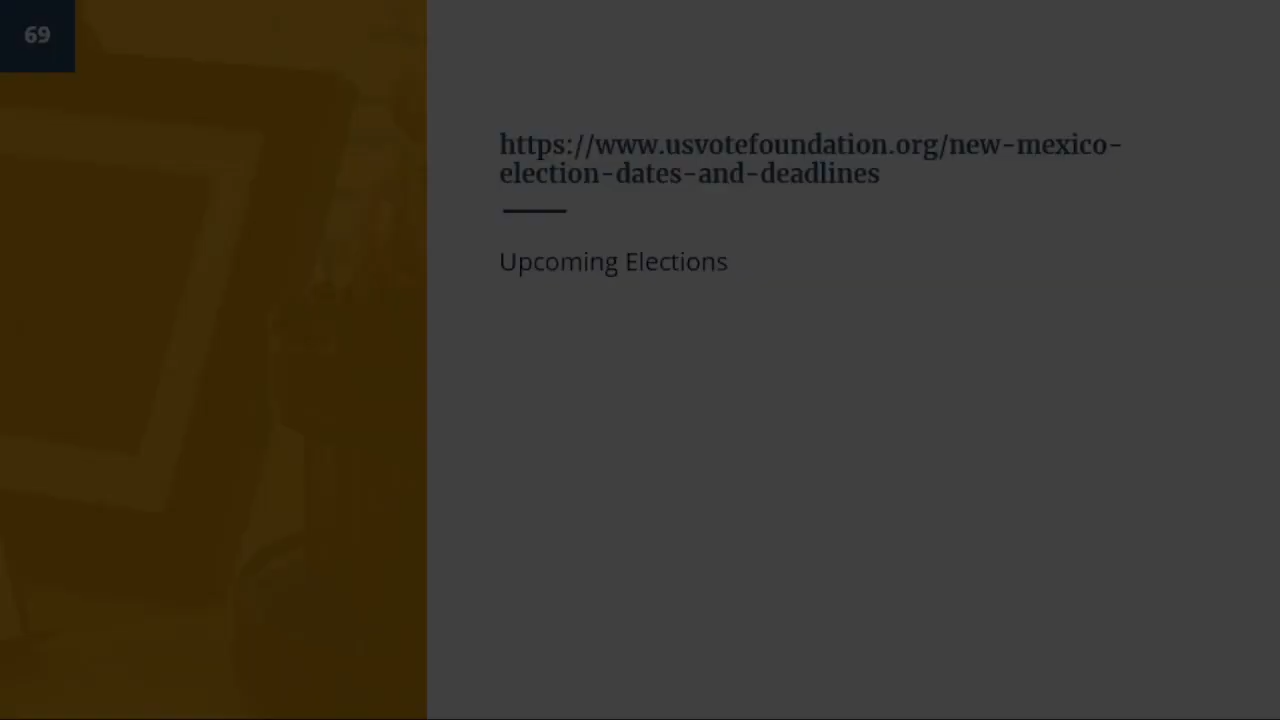 69
https://www.usvotefoundation.org/new-mexico-
election-dates-and-deadlines
Upcoming Elections